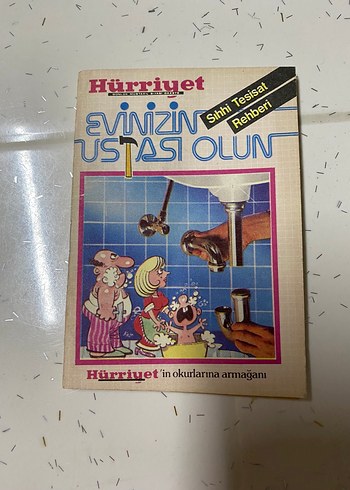 Hürriyet
Sıhhi Tesisat
Rehberi
EVİNİZİN
USTASI OLUN
Hürriyet'in okurlarına armağanı